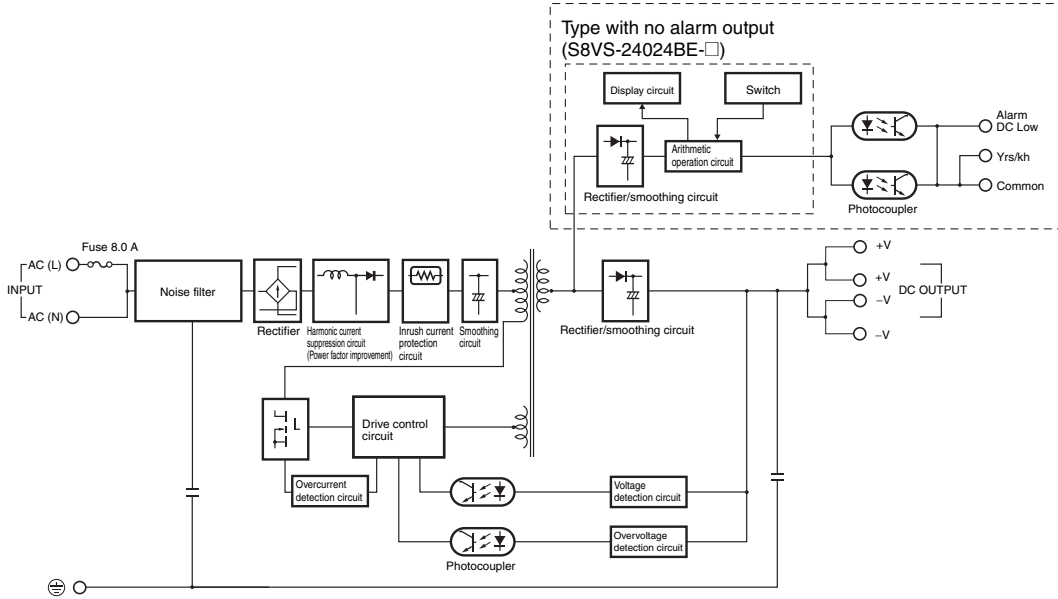 Type with no alarm output
(S8VS-24024BE-□)
Display circuit
Switch
Arithmetic
operation circuit
Rectifier/smoothing circuit
Alarm
DC Low
Yrs/kh
Common
Photocoupler
Fuse 8.0 A
AC (L)
INPUT
AC (N)
Noise filter
Rectifier
Harmonic current
suppression circuit
(Power factor improvement)
Inrush current
protection
circuit
Smoothing
circuit
Rectifier/smoothing circuit
+V
+V
DC OUTPUT
−V
−V
Drive control
circuit
Overcurrent
detection circuit
Voltage
detection circuit
Overvoltage
detection circuit
Photocoupler